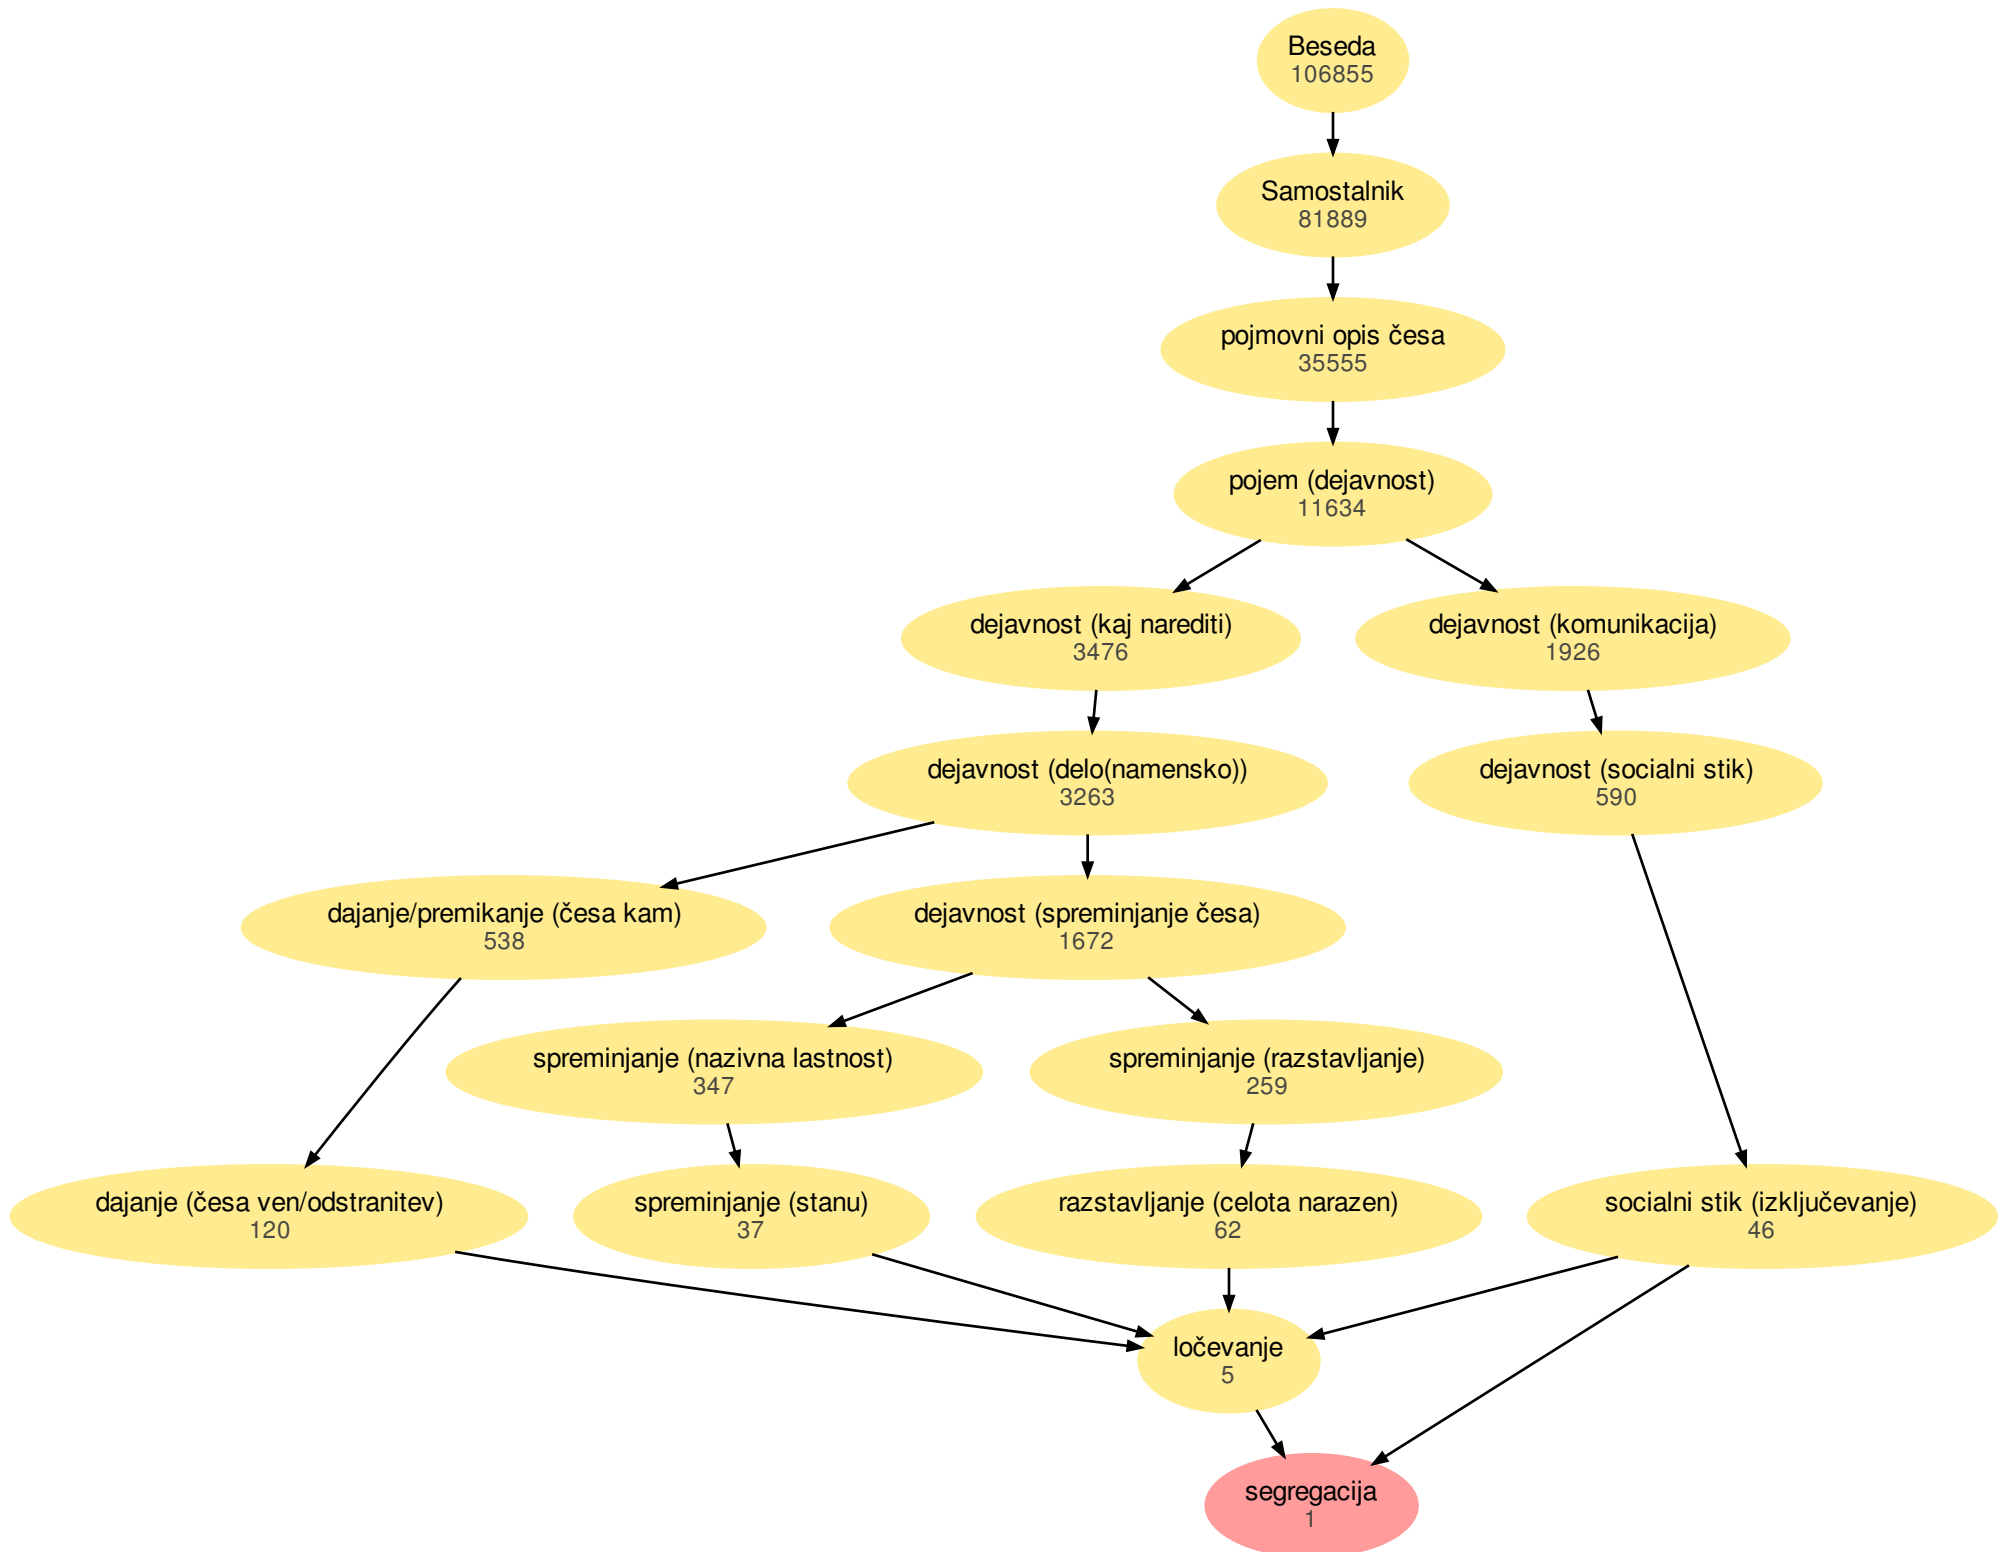 Beseda
106855
Samostalnik
81889
pojmovni opis česa
35555
pojem (dejavnost)
11634
dejavnost (kaj narediti)
3476
dejavnost (komunikacija)
1926
dejavnost (delo(namensko))
3263
dejavnost (socialni stik)
590
dajanje/premikanje (česa kam)
538
dejavnost (spreminjanje česa)
1672
spreminjanje (nazivna lastnost)
347
spreminjanje (razstavljanje)
259
dajanje (česa ven/odstranitev)
120
spreminjanje (stanu)
37
razstavljanje (celota narazen)
62
socialni stik (izključevanje)
46
ločevanje
5
segregacija
1